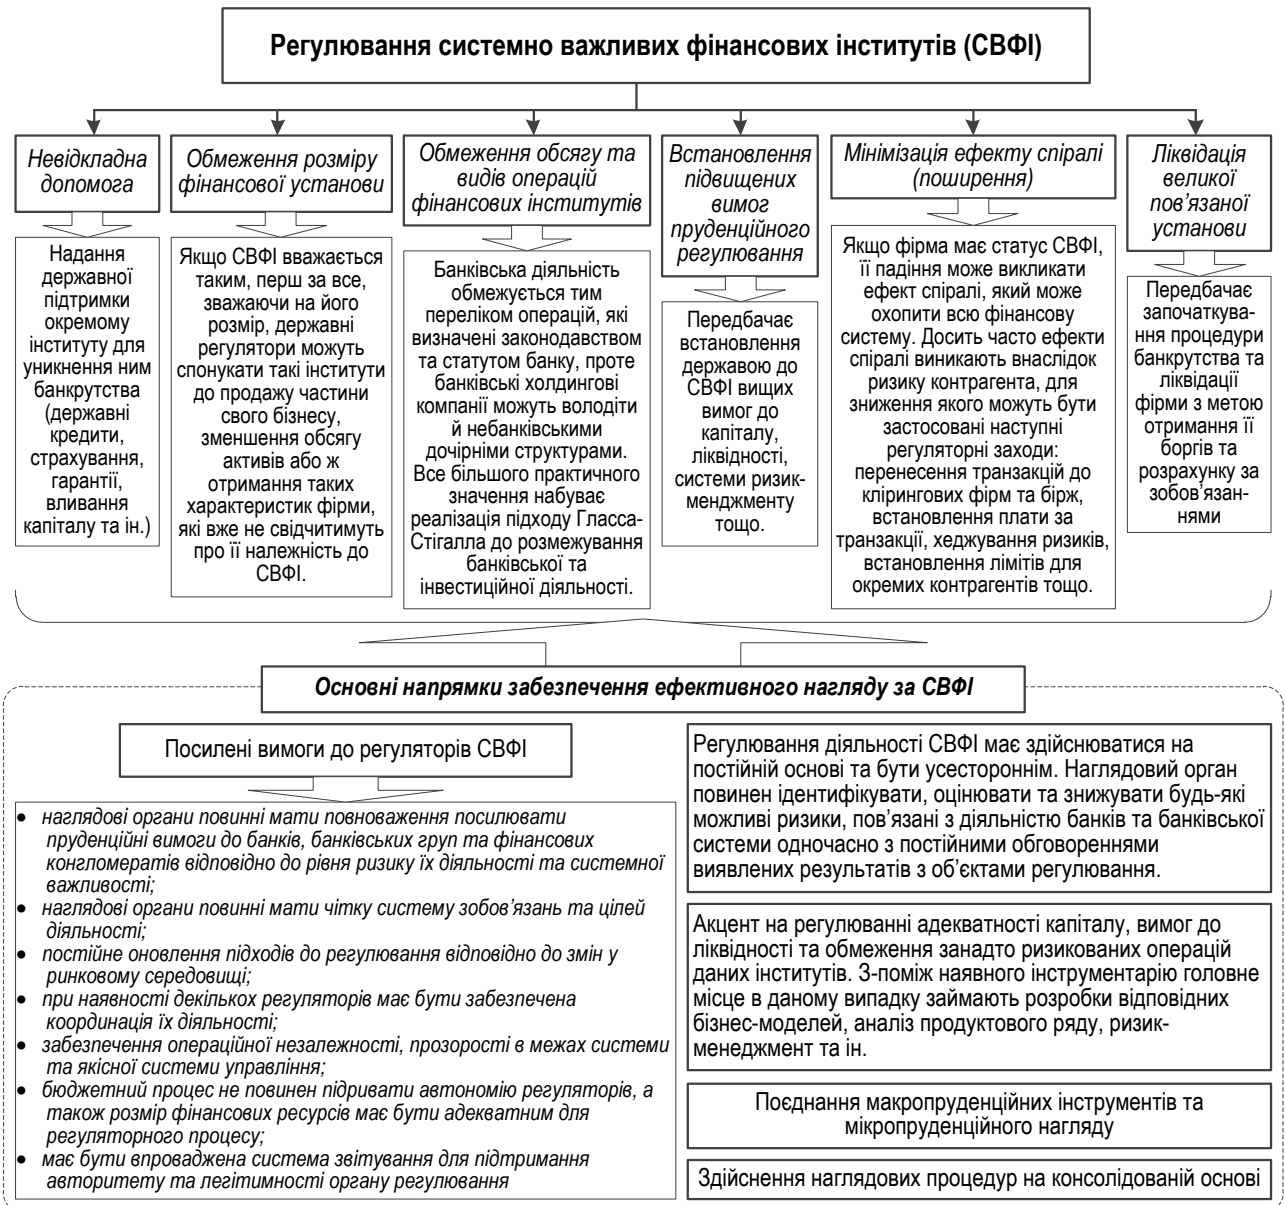 Регулювання системно важливих фінансових інститутів (СВФІ)
Невідкладна
допомога
Надання
державної
підтримки
окремому
інституту для
уникнення ним
банкрутства
(державні
кредити,
страхування,
гарантії,
вливання
капіталу та ін.)
Обмеження розміру
фінансової установи
Якщо СВФІ вважається
таким, перш за все,
зважаючи на його
розмір, державні
регулятори можуть
спонукати такі інститути
до продажу частини
свого бізнесу,
зменшення обсягу
активів або ж
отримання таких
характеристик фірми,
які вже не свідчитимуть
про її належність до
СВФІ.
Обмеження обсягу та
видів операцій
фінансових інститутів
Банківська діяльність
обмежується тим
переліком операцій, які
визначені законодавством
та статутом банку, проте
банківські холдингові
компанії можуть володіти
й небанківськими
дочірніми структурами.
Все більшого практичного
значення набуває
реалізація підходу Гласса-
Стігалла до розмежування
банківської та
інвестиційної діяльності.
Встановлення
підвищених
вимог
пруденційного
регулювання
Передбачає
встановлення
державою до
СВФІ вищих
вимог до
капіталу,
ліквідності,
системи ризик-
менджменту
тощо.
Мінімізація ефекту спіралі
(поширення)
Якщо фірма має статус СВФІ,
її падіння може викликати
ефект спіралі, який може
охопити всю фінансову
систему. Досить часто ефекти
спіралі виникають внаслідок
ризику контрагента, для
зниження якого можуть бути
застосовані наступні
регуляторні заходи:
перенесення транзакцій до
клірингових фірм та бірж,
встановлення плати за
транзакції, хеджування ризиків,
встановлення лімітів для
окремих контрагентів тощо.
Ліквідація
великої
пов’язаної
установи
Передбачає
започаткува-
ння процедури
банкрутства та
ліквідації
фірми з метою
отримання її
боргів та
розрахунку за
зобов’язан-
нями
Основні напрямки забезпечення ефективного нагляду за СВФІ
Посилені вимоги до регуляторів СВФІ
• наглядові органи повинні мати повноваження посилювати
пруденційні вимоги до банків, банківських груп та фінансових
конгломератів відповідно до рівня ризику їх діяльності та системної
важливості;
• наглядові органи повинні мати чітку систему зобов’язань та цілей
діяльності;
• постійне оновлення підходів до регулювання відповідно до змін у
ринковому середовищі;
• при наявності декількох регуляторів має бути забезпечена
координація їх діяльності;
• забезпечення операційної незалежності, прозорості в межах системи
та якісної системи управління;
• бюджетний процес не повинен підривати автономію регуляторів, а
також розмір фінансових ресурсів має бути адекватним для
регуляторного процесу;
• має бути впроваджена система звітування для підтримання
авторитету та легітимності органу регулювання
Регулювання діяльності СВФІ має здійснюватися на
постійній основі та бути усестороннім. Наглядовий орган
повинен ідентифікувати, оцінювати та знижувати будь-які
можливі ризики, пов’язані з діяльністю банків та банківської
системи одночасно з постійними обговореннями
виявлених результатів з об’єктами регулювання.
Акцент на регулюванні адекватності капіталу, вимог до
ліквідності та обмеження занадто ризикованих операцій
даних інститутів. З-поміж наявного інструментарію головне
місце в даному випадку займають розробки відповідних
бізнес-моделей, аналіз продуктового ряду, ризик-
менеджмент та ін.
Поєднання макропруденційних інструментів та
мікропруденційного нагляду
Здійснення наглядових процедур на консолідованій основі